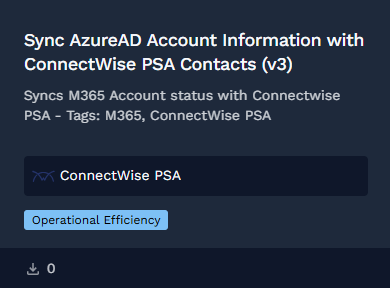 Sync AzureAD Account Information with
ConnectWise PSA Contacts (v3)
Syncs M365 Account status with Connectwise
PSA - Tags: M365, ConnectWise PSA
ConnectWise PSA
Operational Efficiency
0